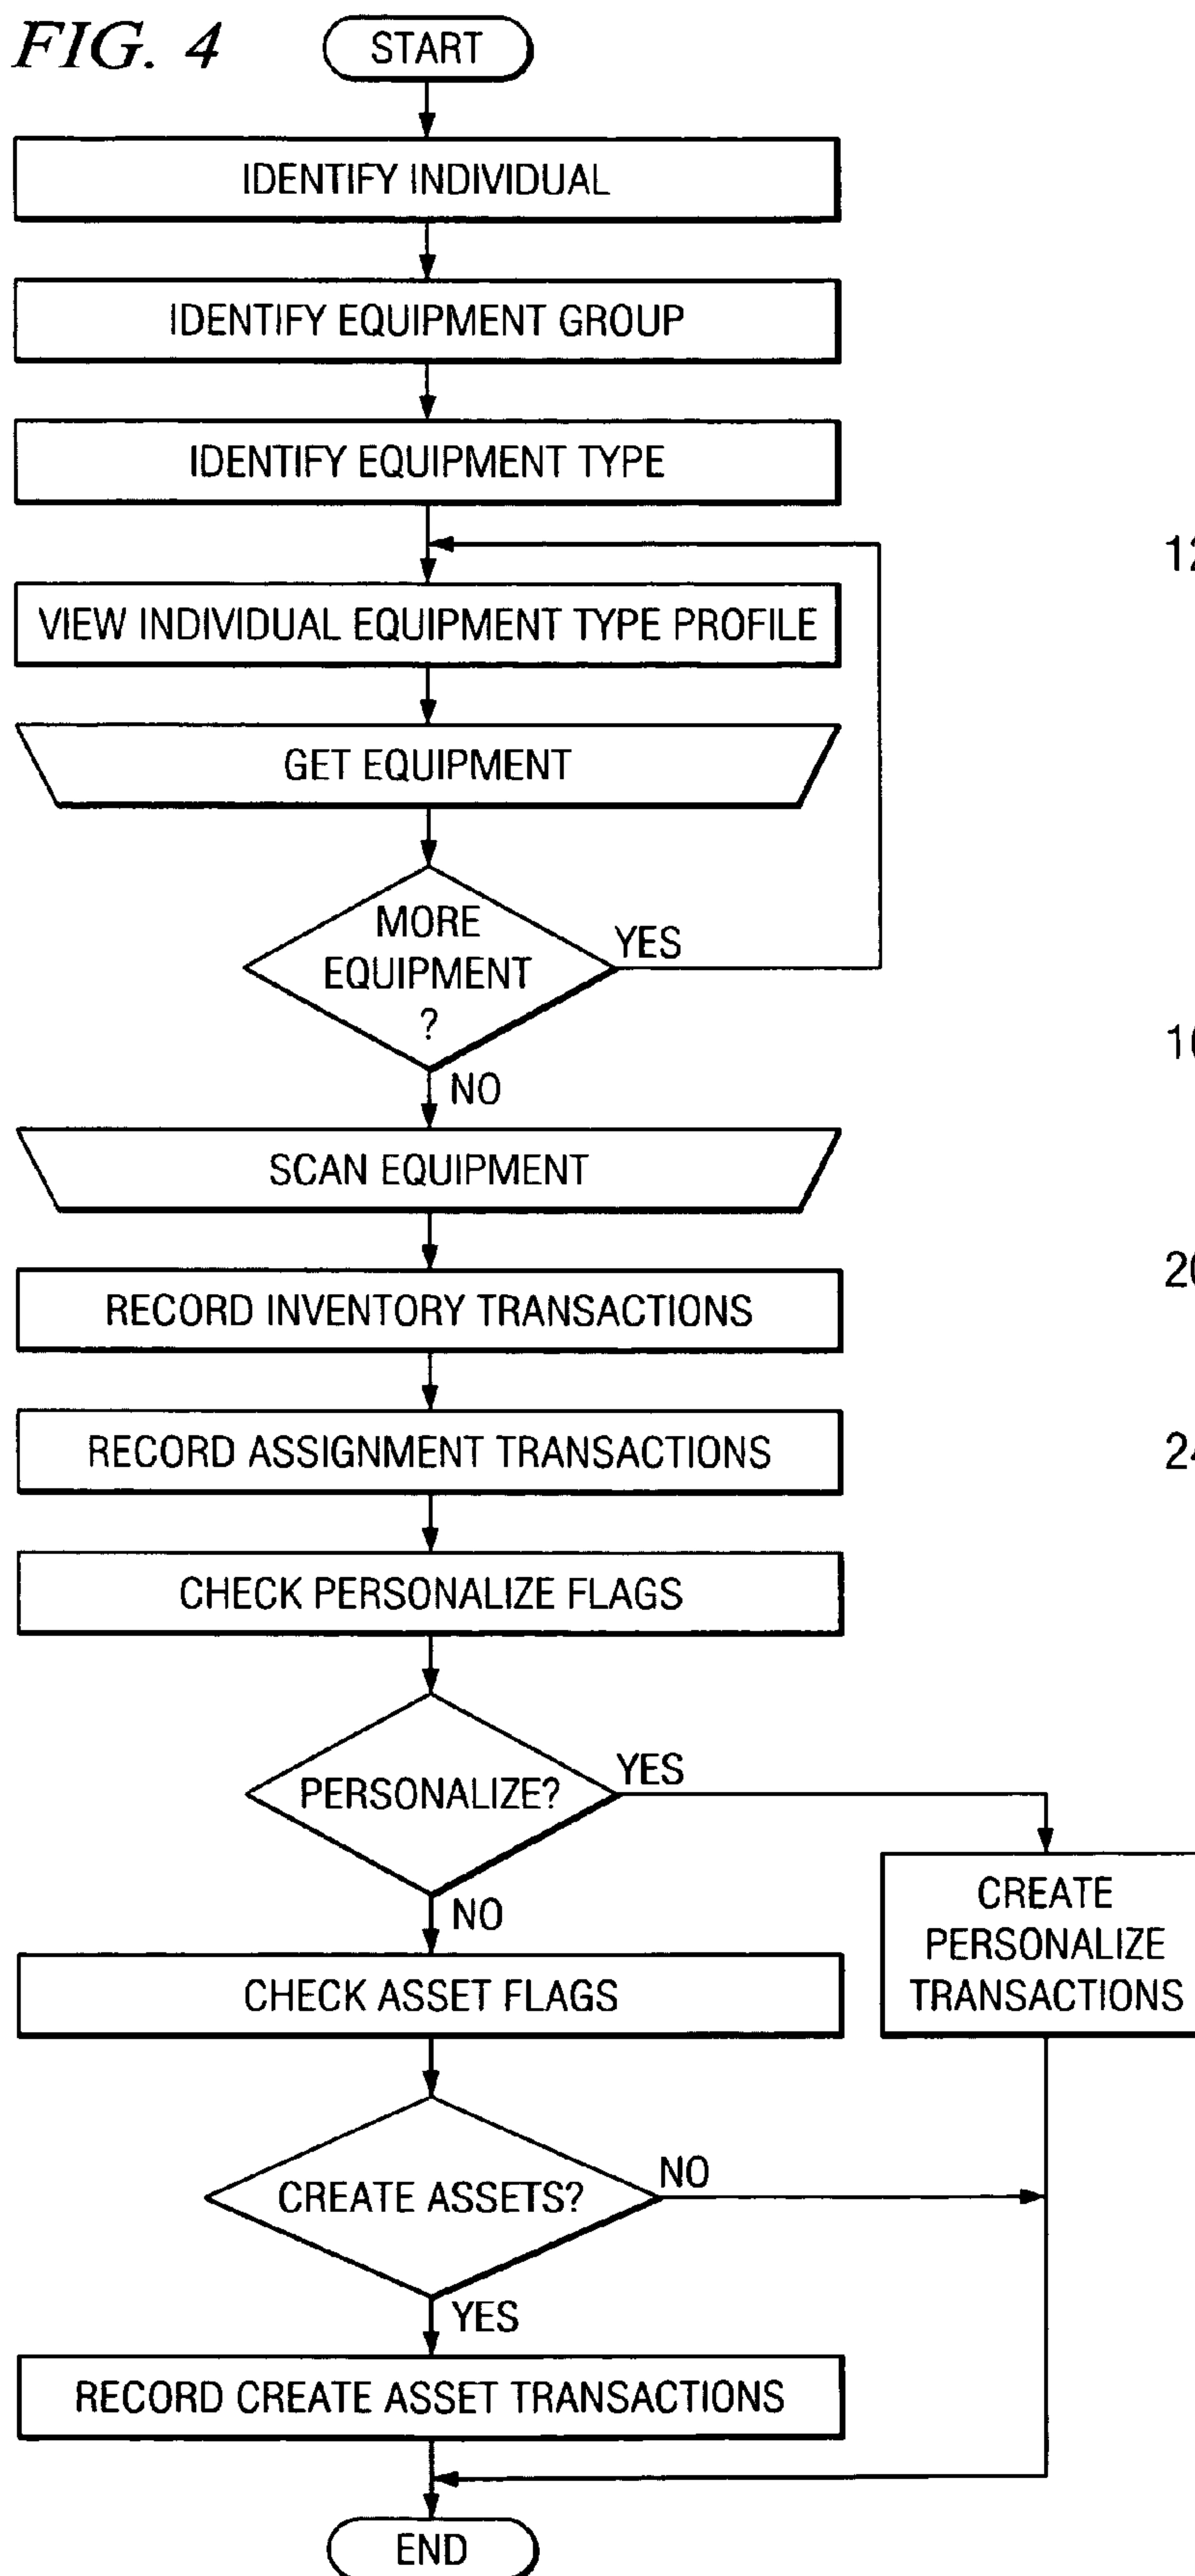 FIG. 4
START
IDENTIFY INDIVIDUAL
IDENTIFY EQUIPMENT GROUP
IDENTIFY EQUIPMENT TYPE
VIEW INDIVIDUAL EQUIPMENT TYPE PROFILE
GET EQUIPMENT
MORE
EQUIPMENT
?
YES
NO
SCAN EQUIPMENT
RECORD INVENTORY TRANSACTIONS
RECORD ASSIGNMENT TRANSACTIONS
CHECK PERSONALIZE FLAGS
PERSONALIZE?
YES
NO
CREATE
PERSONALIZE
TRANSACTIONS
CHECK ASSET FLAGS
CREATE ASSETS?
NO
YES
RECORD CREATE ASSET TRANSACTIONS
END